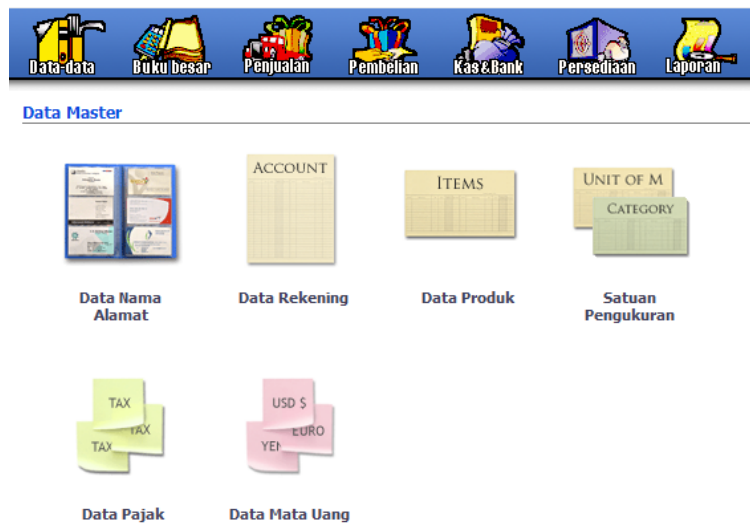 Data-data Buku besar Penjualan Pembelian Kas&Bank Persediaan Laporan
Data Master
ACCOUNT
ITEMS
UNIT OF M
CATEGORY
Data Nama
Alamat
Data Rekening
Data Produk
Satuan
Pengukuran
TAX
TAX
TAX
USD $
EURO
YEN
Data Pajak
Data Mata Uang